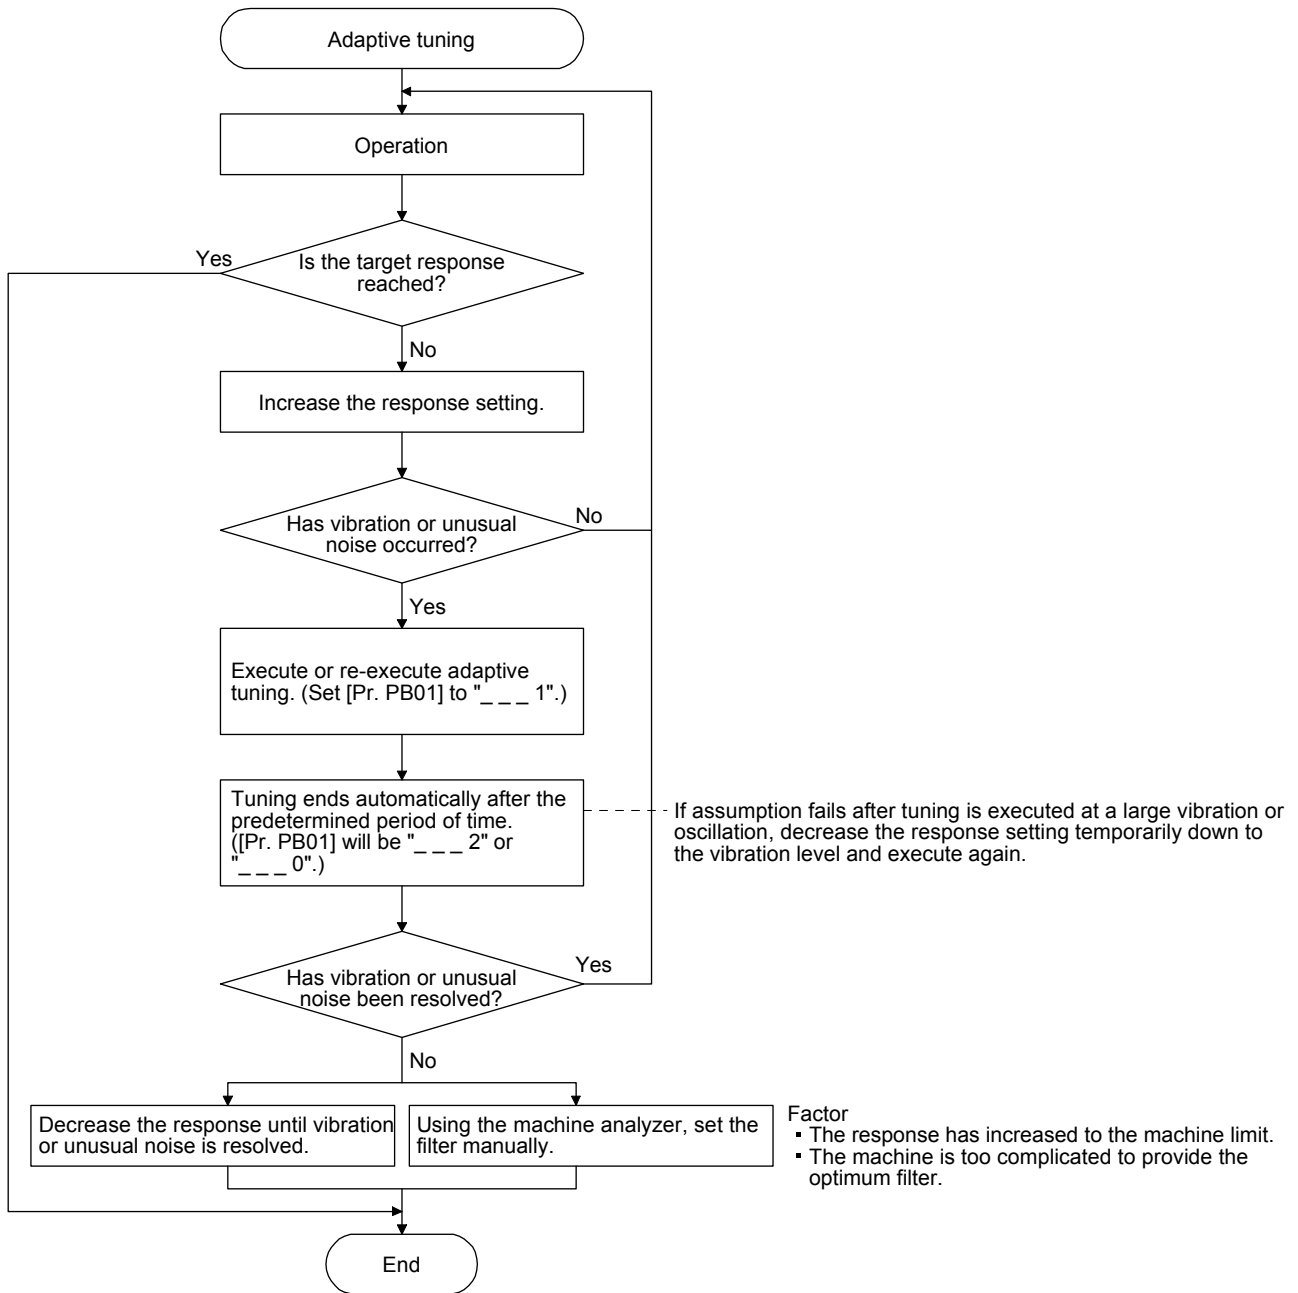 Adaptive tuning
Operation
Yes
Is the target response
reached?
No
Increase the response setting.
Has vibration or unusual
noise occurred?
No
Yes
Execute or re-execute adaptive
tuning. (Set [Pr. PB01] to "_ _ _ 1".)
Tuning ends automatically after the
predetermined period of time.
([Pr. PB01] will be "_ _ _ 2" or
"_ _ _ 0".)
If assumption fails after tuning is executed at a large vibration or
oscillation, decrease the response setting temporarily down to
the vibration level and execute again.
Has vibration or unusual
noise been resolved?
Yes
No
Decrease the response until vibration
or unusual noise is resolved.
Using the machine analyzer, set the
filter manually.
Factor
▪ The response has increased to the machine limit.
▪ The machine is too complicated to provide the
optimum filter.
End